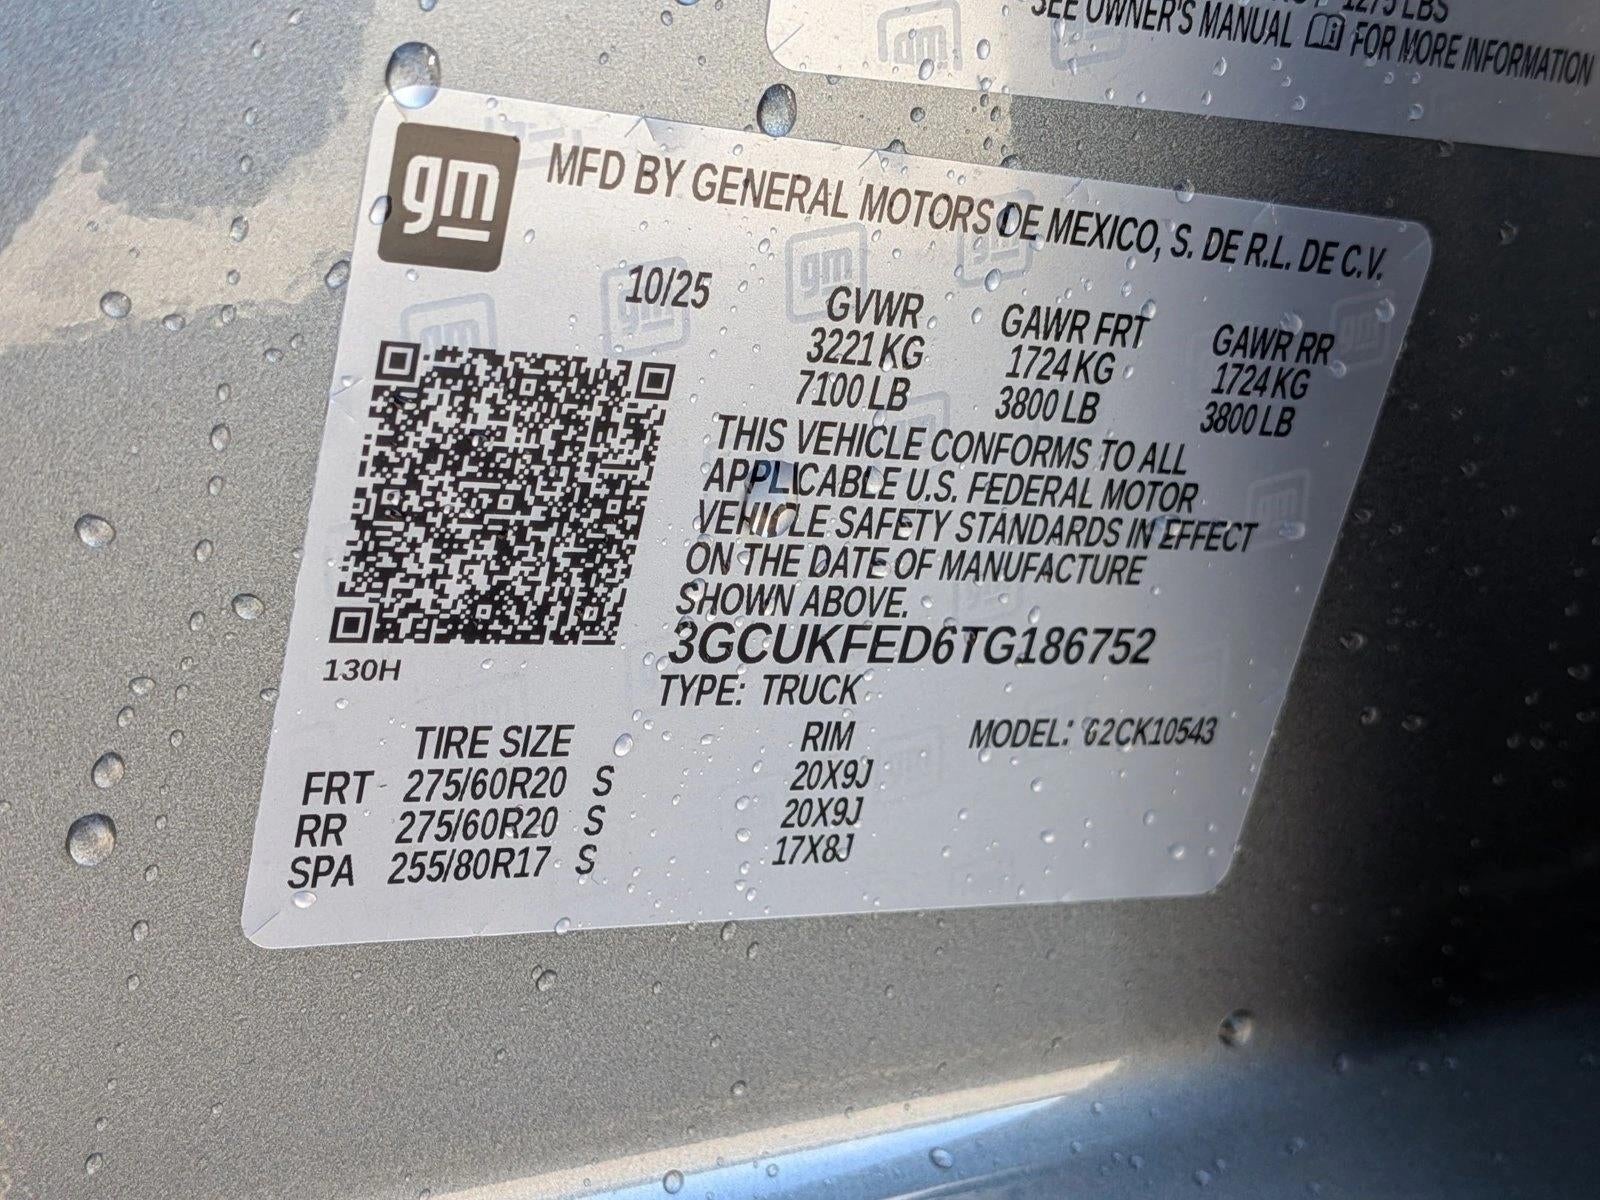 1275 LBS
SEE OWNER'S MANUAL FOR MORE INFORMATION
gm
MFD BY GENERAL MOTORS DE MEXICO, S. DE R.L. DE C.V.
10/25
GVWR GAWR FRT GAWR RR
3221 KG 1724 KG 1724 KG
7100 LB 3800 LB 3800 LB
THIS VEHICLE CONFORMS TO ALL
APPLICABLE U.S. FEDERAL MOTOR
VEHICLE SAFETY STANDARDS IN EFFECT
ON THE DATE OF MANUFACTURE
SHOWN ABOVE.
3GCUKFED6TG186752
130H
TYPE: TRUCK
TIRE SIZE RIM MODEL: G2CK10543
FRT 275/60R20 S 20X9J
RR 275/60R20 S 20X9J
SPA 255/80R17 S 17X8J